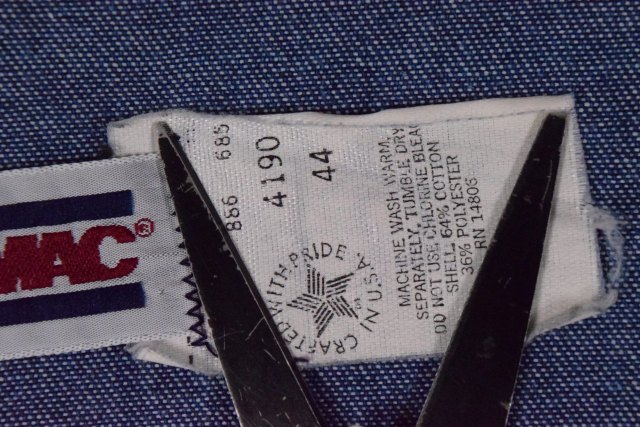 MAC®
886 685
4190
44
CRAFTED WITH PRIDE IN U.S.A.
MACHINE WASH WARM,
SEPARATELY, TUMBLE DRY
DO NOT USE CHLORINE BLEA
SHELL 64% COTTON
36% POLYESTER
RN 14806